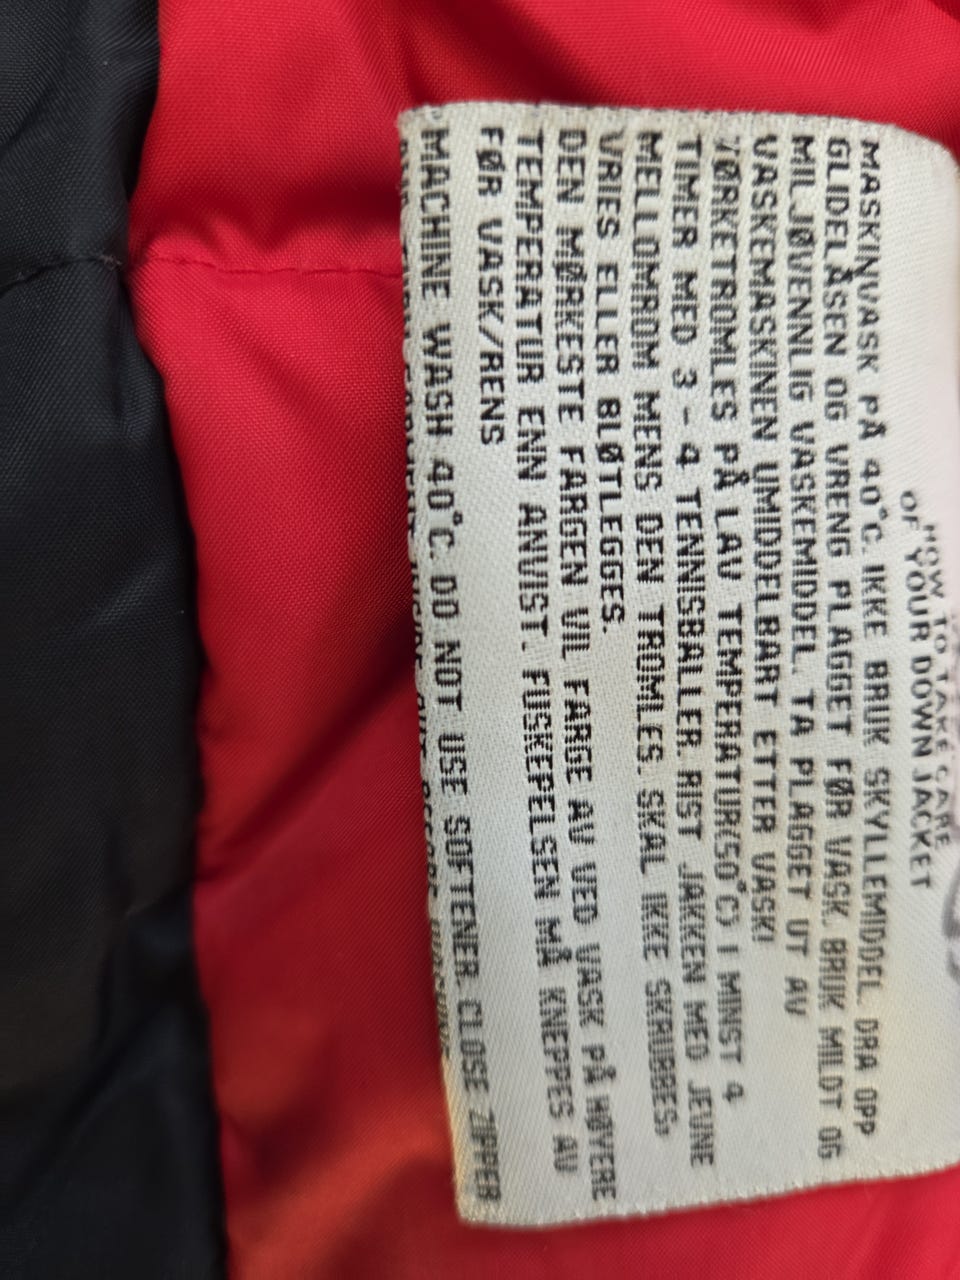 HOW TO TAKE CARE
OF YOUR DOWN JACKET
MASKINVASK PÅ 40°C. IKKE BRUK SKYLLEMIDDEL. DRA OPP
GLIDELÅSEN OG VRENG PLAGGET FØR VASK. BRUK MILDT OG
MILJØVENNLIG VASKEMIDDEL. TA PLAGGET UT AV
VASKEMASKINEN UMIDDELBART ETTER VASK!
TØRKETROMLES PÅ LAV TEMPERATUR(50°C) I MINST 4
TIMER MED 3-4 TENNISBALLER. RIST JAKKEN MED JEVNE
MELLOMROM MENS DEN TROMLES. SKAL IKKE SKRUBBES,
VRIES ELLER BLØTLEGGES.
DEN MØRKESTE FARGEN VIL FARGE AV VED VASK PÅ HØYERE
TEMPERATUR ENN ANVIST. FUSKEPELSEN MÅ KNEPPES AV
FØR VASK/RENS
MACHINE WASH 40°C. DO NOT USE SOFTENER. CLOSE ZIPPER